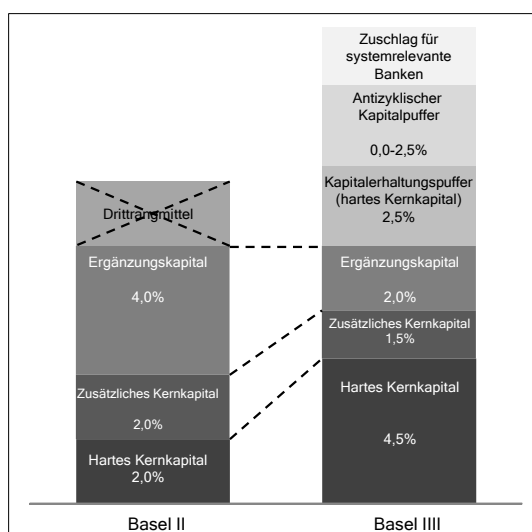 Zuschlag für
systemrelevante
Banken
Antizyklischer
Kapitalpuffer
0,0-2,5%
Kapitalerhaltungspuffer
(hartes Kernkapital)
2,5%
Drittrangmittel
Ergänzungskapital
4,0%
Ergänzungskapital
2,0%
Zusätzliches Kernkapital
1,5%
Zusätzliches Kernkapital
2,0%
Hartes Kernkapital
4,5%
Hartes Kernkapital
2,0%
Basel II
Basel IIII